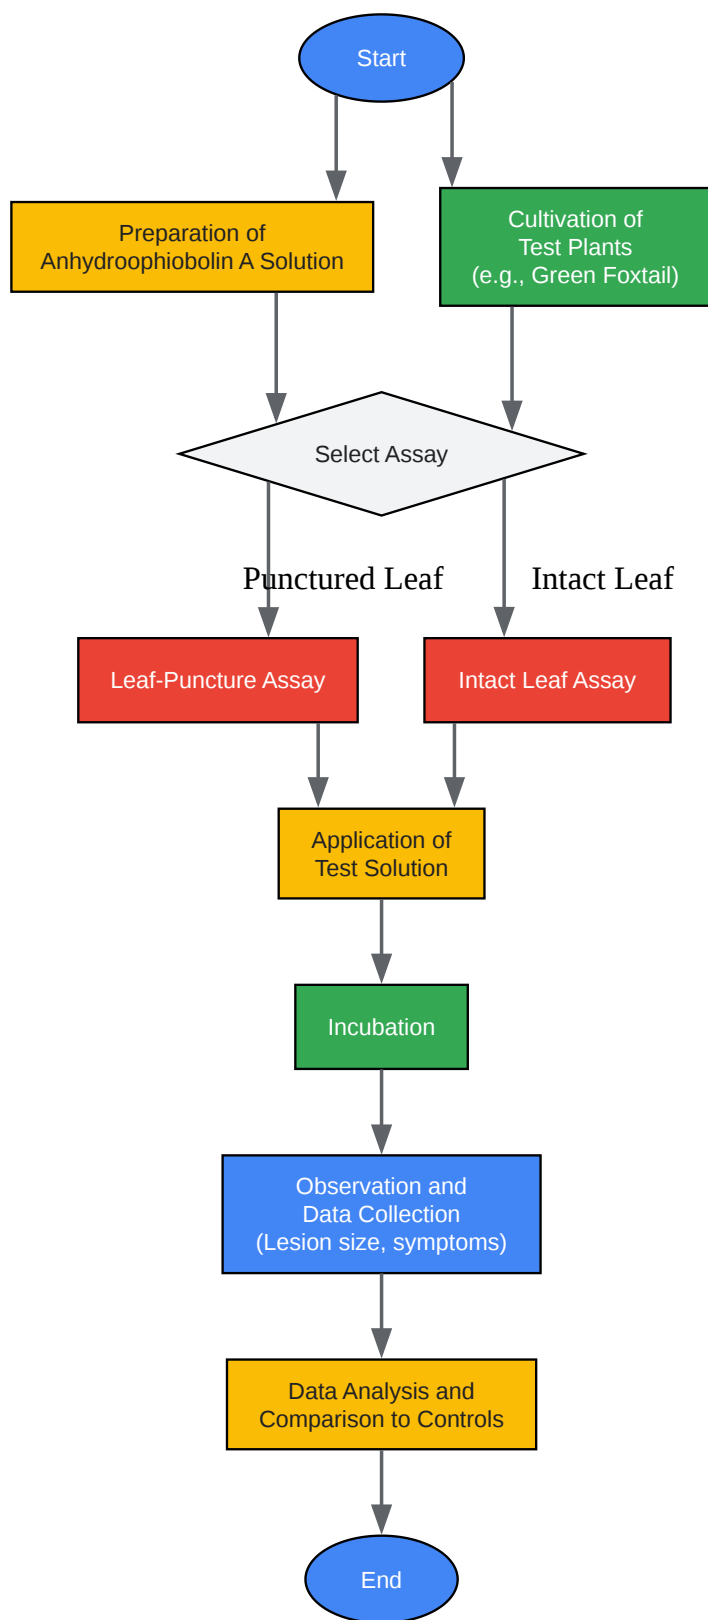 Start
Preparation of
Anhydroophiobolin A Solution
Cultivation of
Test Plants
(e.g., Green Foxtail)
Select Assay
Punctured Leaf
Intact Leaf
Leaf-Puncture Assay
Intact Leaf Assay
Application of
Test Solution
Incubation
Observation and
Data Collection
(Lesion size, symptoms)
Data Analysis and
Comparison to Controls
End